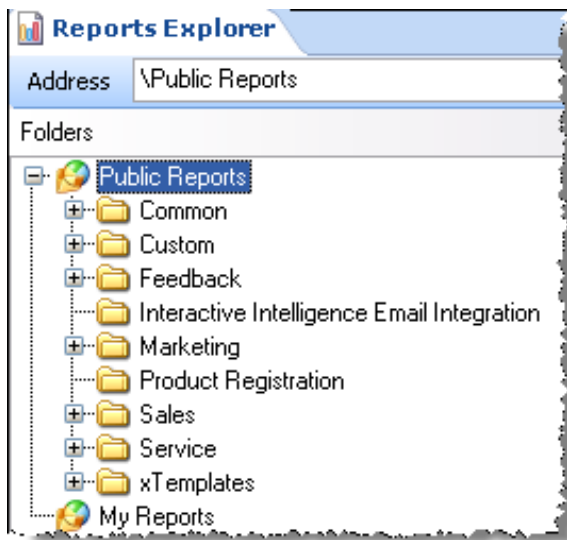 Reports Explorer
Address \Public Reports
Folders
Public Reports
Common
Custom
Feedback
Interactive Intelligence Email Integration
Marketing
Product Registration
Sales
Service
xTemplates
My Reports